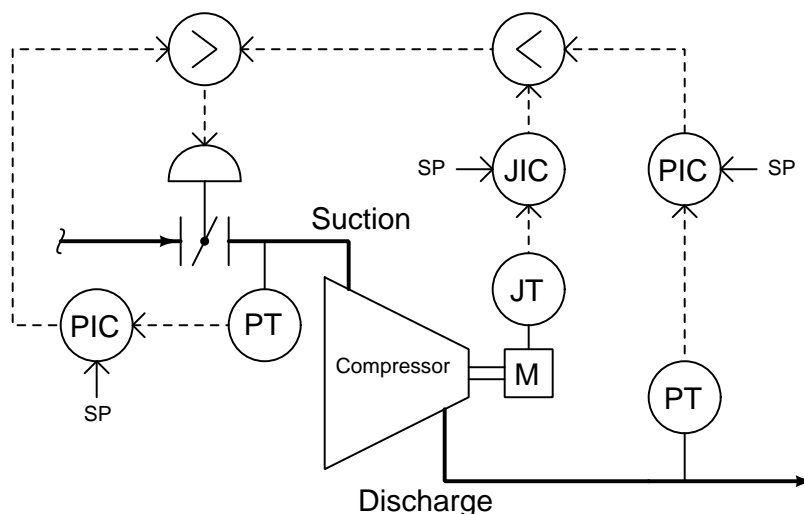 >
<
SP
JIC
PIC
SP
Suction
JT
PIC
PT
Compressor
M
SP
PT
Discharge